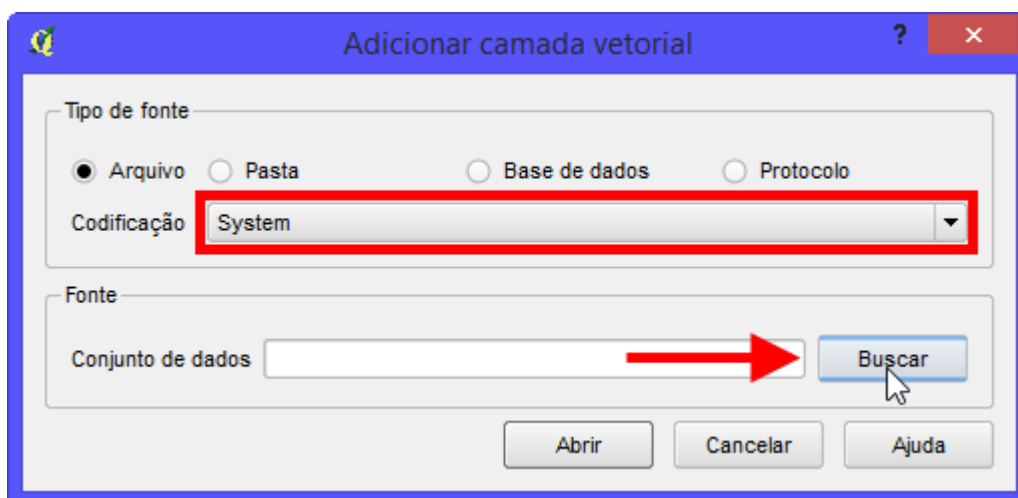 Adicionar camada vetorial
?
Tipo de fonte
Arquivo Pasta Base de dados Protocolo
Codificação System
Fonte
Conjunto de dados Buscar
Abrir Cancelar Ajuda